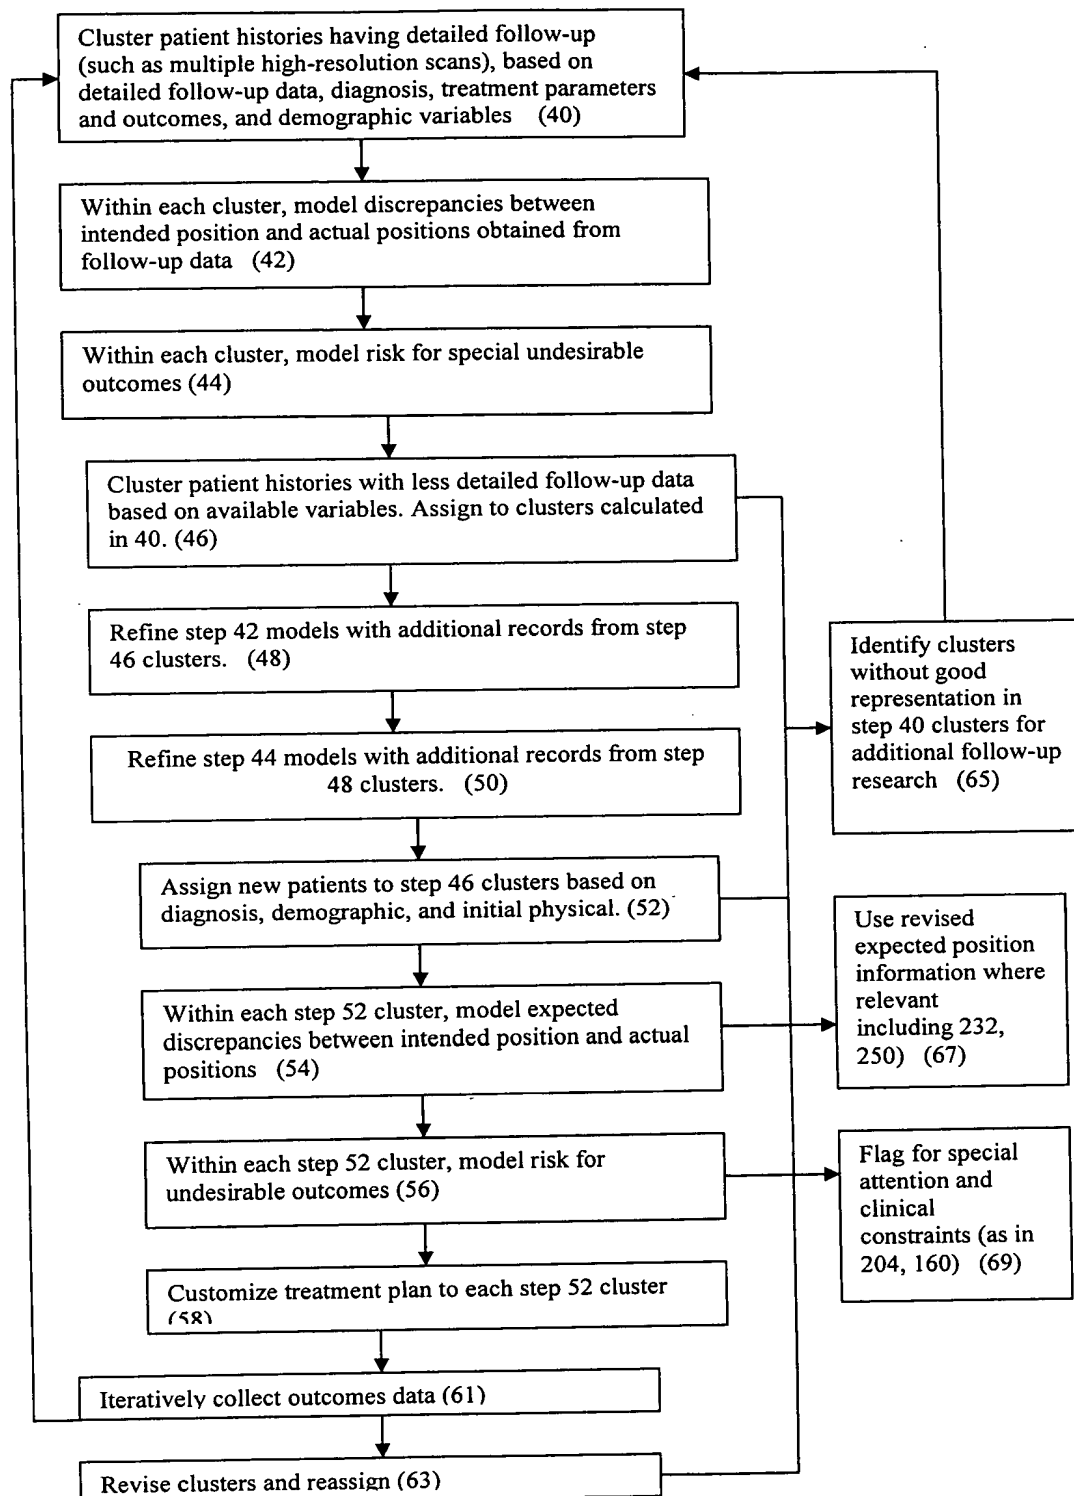 Cluster patient histories having detailed follow-up
(such as multiple high-resolution scans), based on
detailed follow-up data, diagnosis, treatment parameters
and outcomes, and demographic variables (40)
Within each cluster, model discrepancies between
intended position and actual positions obtained from
follow-up data (42)
Within each cluster, model risk for special undesirable
outcomes (44)
Cluster patient histories with less detailed follow-up data
based on available variables. Assign to clusters calculated
in 40. (46)
Refine step 42 models with additional records from step
46 clusters. (48)
Refine step 44 models with additional records from step
48 clusters. (50)
Identify clusters
without good
representation in
step 40 clusters for
additional follow-up
research (65)
Assign new patients to step 46 clusters based on
diagnosis, demographic, and initial physical. (52)
Within each step 52 cluster, model expected
discrepancies between intended position and actual
positions (54)
Use revised
expected position
information where
relevant
including 232,
250) (67)
Within each step 52 cluster, model risk for
undesirable outcomes (56)
Flag for special
attention and
clinical
constraints (as in
204, 160) (69)
Customize treatment plan to each step 52 cluster
(58)
Iteratively collect outcomes data (61)
Revise clusters and reassign (63)